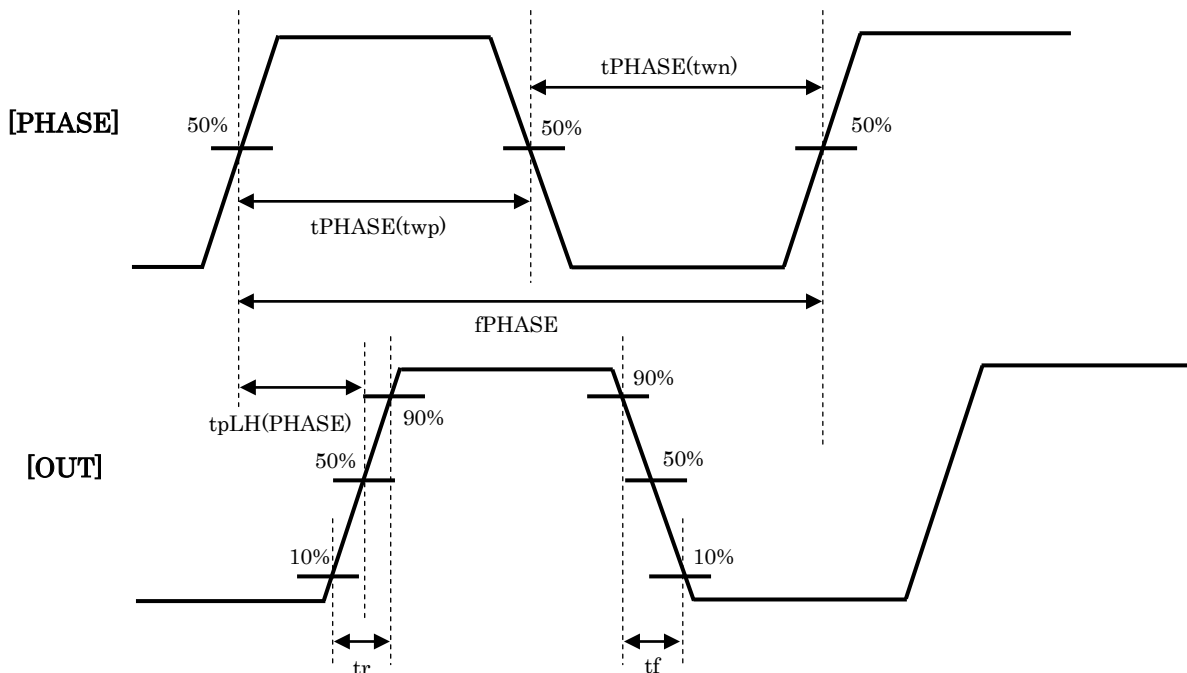 tPHASE(twn)
[PHASE]
50%
50%
50%
tPHASE(twp)
fPHASE
90%
tpLH(PHASE)
90%
[OUT]
50%
50%
10%
10%
tr
tf